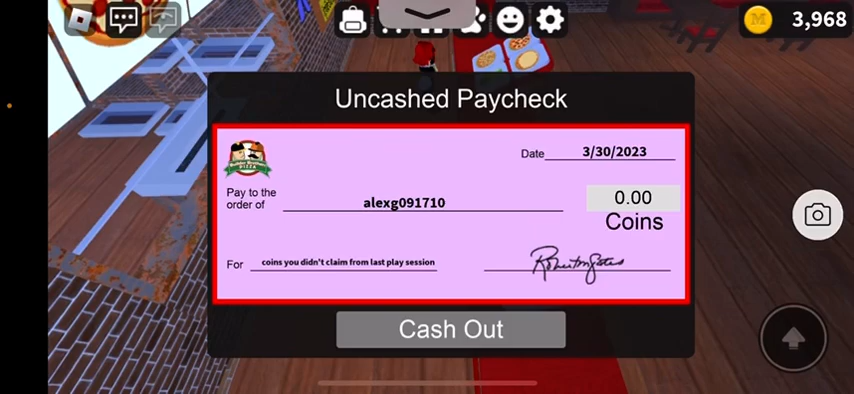 3,968
Uncashed Paycheck
Date 3/30/2023
Pay to the
order of alexg091710
0.00
Coins
For coins you didn't claim from last play session
Cash Out